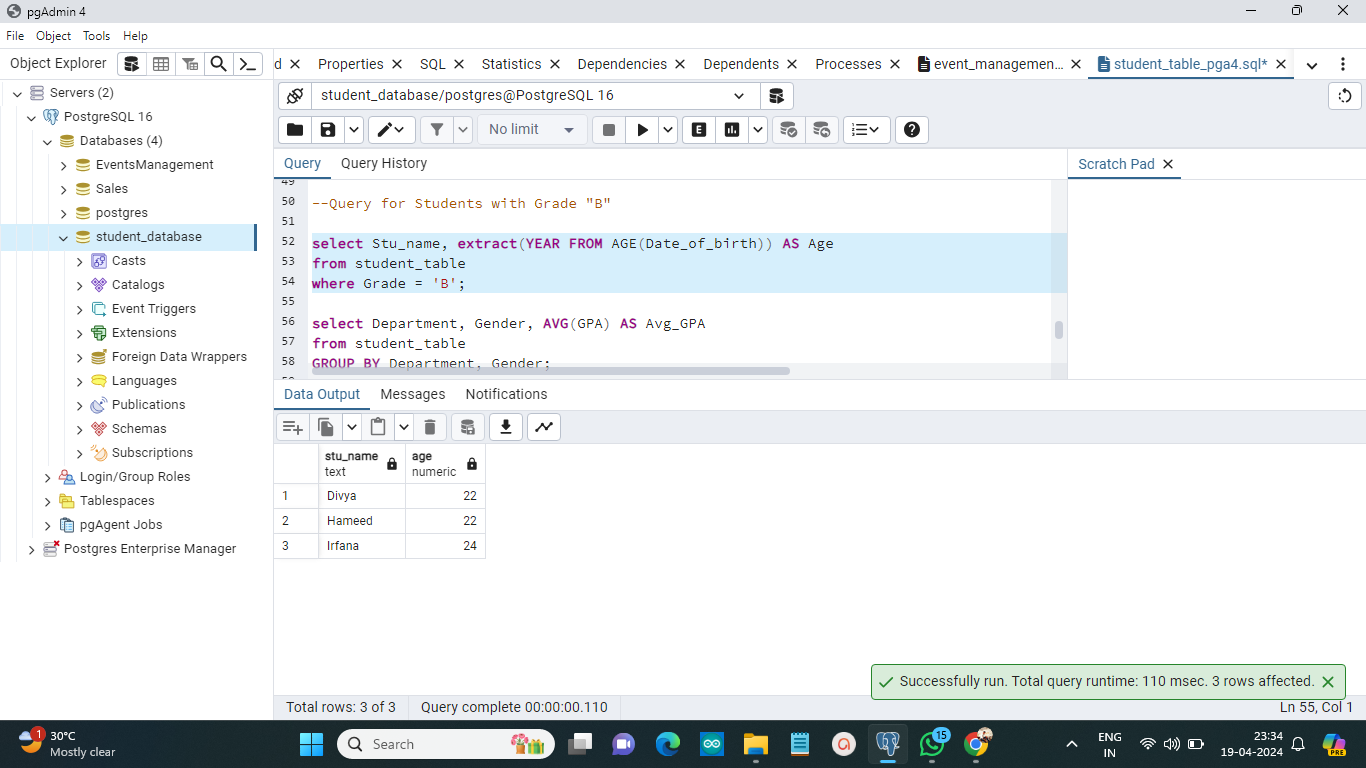 pgAdmin 4
File Object Tools Help
Object Explorer
d Properties SQL Statistics Dependencies Dependents Processes event_managemen... student_table_pga4.sql*
Servers (2)
PostgreSQL 16
Databases (4)
EventsManagement
Sales
postgres
student_database
Casts
Catalogs
Event Triggers
Extensions
Foreign Data Wrappers
Languages
Publications
Schemas
Subscriptions
Login/Group Roles
Tablespaces
pgAgent Jobs
Postgres Enterprise Manager
student_database/postgres@PostgreSQL 16
No limit
E
Query Query History
Scratch Pad
49
50 --Query for Students with Grade "B"
51
52 select Stu_name, extract(YEAR FROM AGE(Date_of_birth)) AS Age
53 from student_table
54 where Grade = 'B';
55
56 select Department, Gender, AVG(GPA) AS Avg_GPA
57 from student_table
58 GROUP BY Department, Gender;
Data Output Messages Notifications
stu_name age
text numeric
1 Divya 22
2 Hameed 22
3 Irfana 24
Successfully run. Total query runtime: 110 msec. 3 rows affected.
Total rows: 3 of 3 Query complete 00:00:00.110 Ln 55, Col 1
1
30°C
Mostly clear
Search
15
ENG
IN
23:34
19-04-2024
PRE